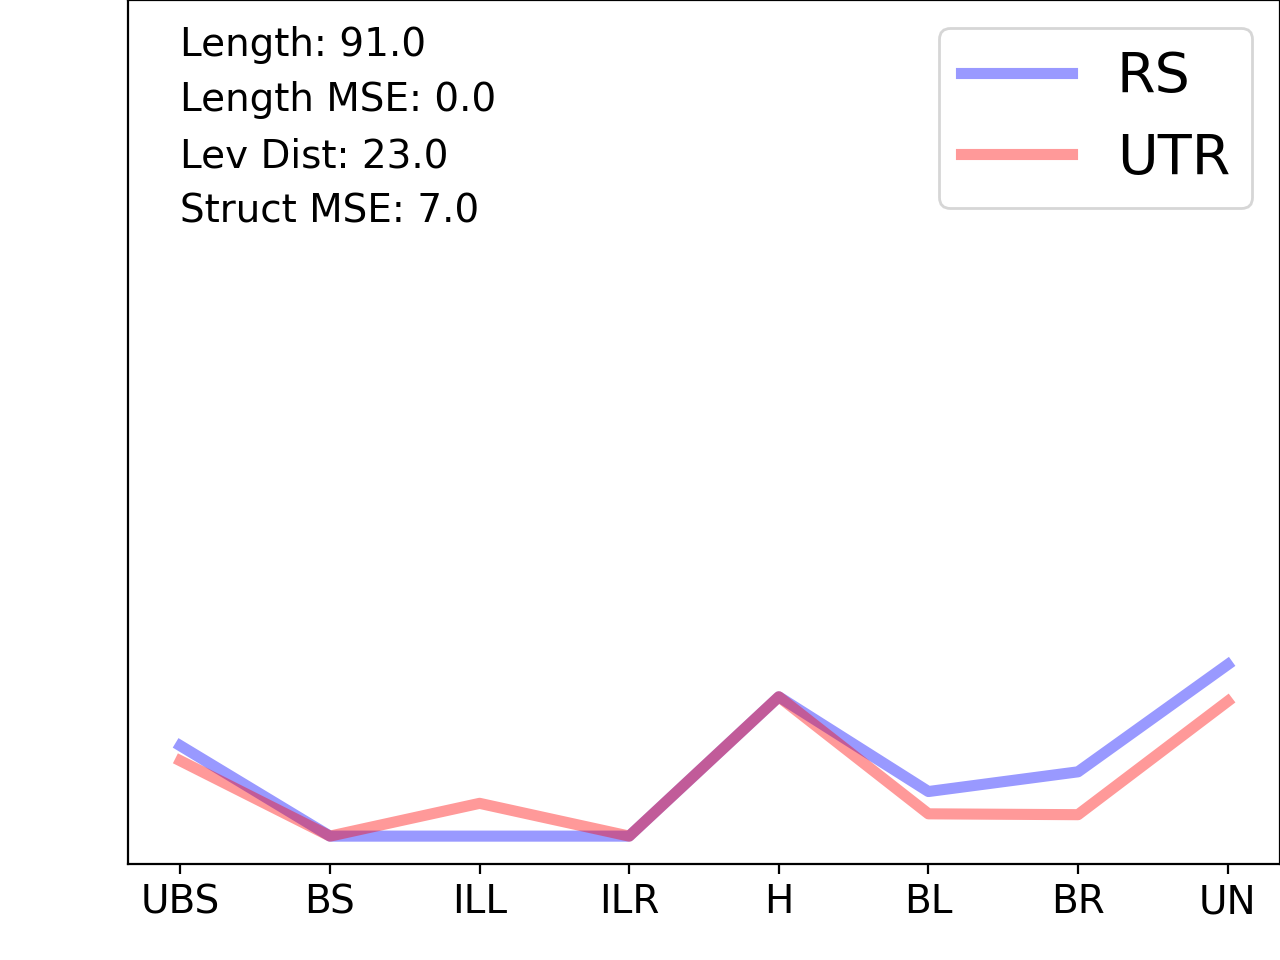 Length: 91.0
Length MSE: 0.0
Lev Dist: 23.0
Struct MSE: 7.0
RS
UTR
UBS BS ILL ILR H BL BR UN